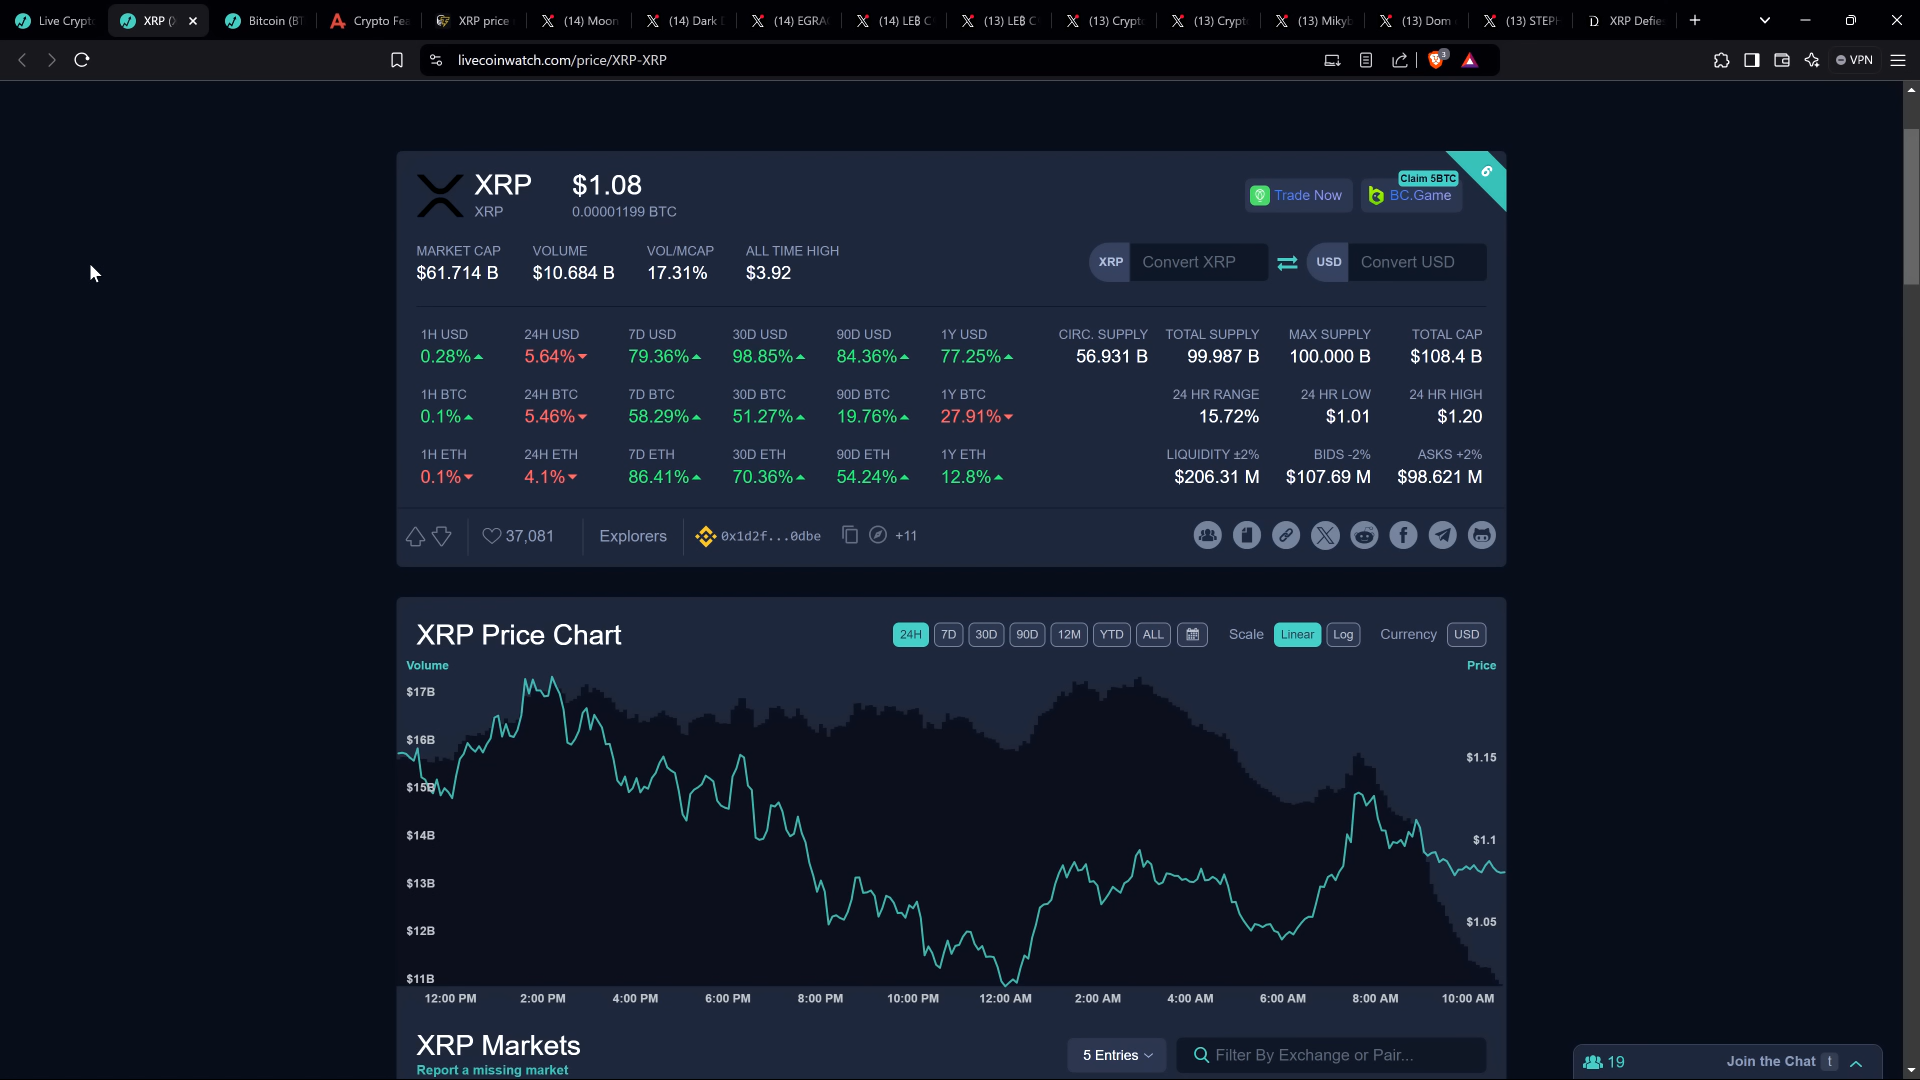 Live Crypt
XRP (
Bitcoin (BT
Crypto Fea
XRP price
(14) Moon
(14) Dark
(14) EGRA
(14) LEB C
(13) LEB C
(13) Crypt
(13) Crypt
(13) Mikyb
(13) Dom
(13) STEPH
XRP Defie
livecoinwatch.com/price/XRP-XRP
3
VPN
XRP
XRP
$1.08
0.00001199 BTC
Trade Now
Claim 5BTC
BC.Game
6
MARKET CAP VOLUME VOL/MCAP ALL TIME HIGH
$61.714 B $10.684 B 17.31% $3.92
XRP Convert XRP USD Convert USD
1H USD 24H USD 7D USD 30D USD 90D USD 1Y USD CIRC. SUPPLY TOTAL SUPPLY MAX SUPPLY TOTAL CAP
0.28% 5.64% 79.36% 98.85% 84.36% 77.25% 56.931 B 99.987 B 100.000 B $108.4 B
1H BTC 24H BTC 7D BTC 30D BTC 90D BTC 1Y BTC 24 HR RANGE 24 HR LOW 24 HR HIGH
0.1% 5.46% 58.29% 51.27% 19.76% 27.91% 15.72% $1.01 $1.20
1H ETH 24H ETH 7D ETH 30D ETH 90D ETH 1Y ETH LIQUIDITY ±2% BIDS -2% ASKS +2%
0.1% 4.1% 86.41% 70.36% 54.24% 12.8% $206.31 M $107.69 M $98.621 M
37,081 Explorers 0x1d2f...0dbe +11
XRP Price Chart
24H 7D 30D 90D 12M YTD ALL Scale Linear Log Currency USD
Volume Price
$17B
$16B
$1.15
$15B
$14B
$1.1
$13B
$1.05
$12B
$11B
12:00 PM 2:00 PM 4:00 PM 6:00 PM 8:00 PM 10:00 PM 12:00 AM 2:00 AM 4:00 AM 6:00 AM 8:00 AM 10:00 AM
XRP Markets
5 Entries
Filter By Exchange or Pair...
Report a missing market
19
Join the Chat t